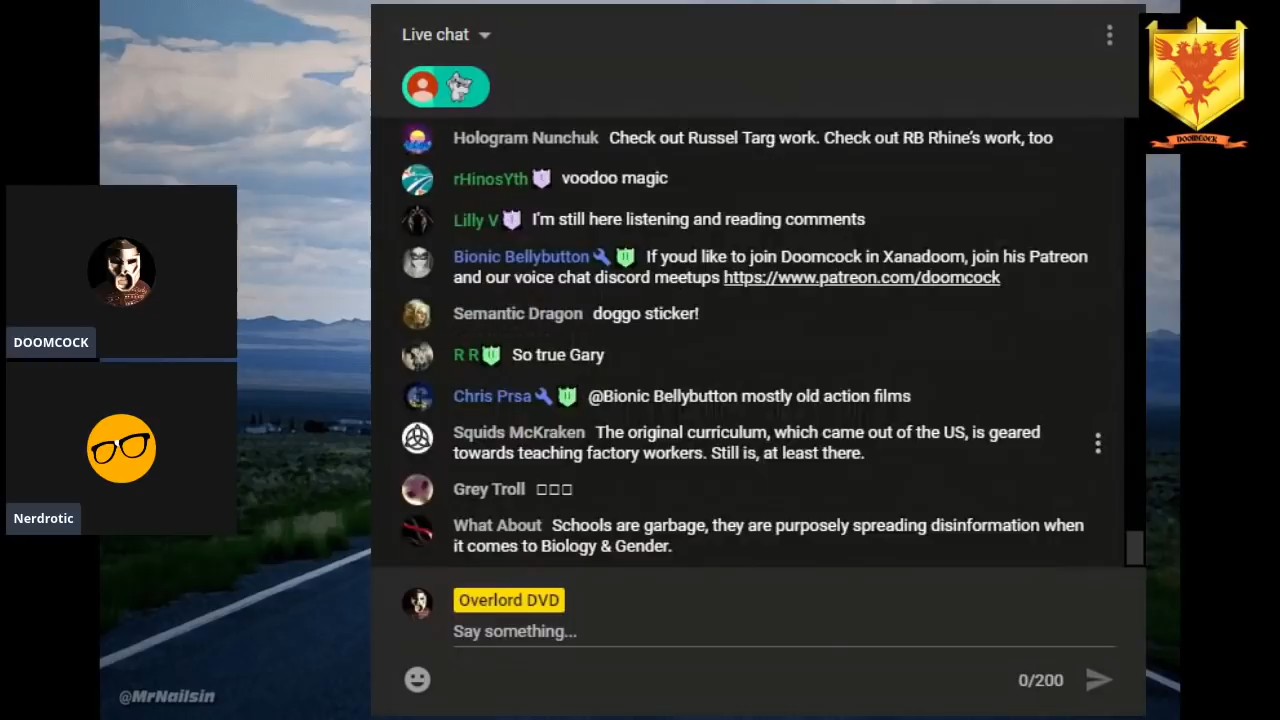 Live chat
Hologram Nunchuk Check out Russel Targ work. Check out RB Rhine's work, too
rHinosYth voodoo magic
Lilly V I'm still here listening and reading comments
Bionic Bellybutton If youd like to join Doomcock in Xanadoom, join his Patreon
and our voice chat discord meetups https://www.patreon.com/doomcock
Semantic Dragon doggo sticker!
R R So true Gary
Chris Prsa @Bionic Bellybutton mostly old action films
Squids McKraken The original curriculum, which came out of the US, is geared
towards teaching factory workers. Still is, at least there.
Grey Troll □□□
What About Schools are garbage, they are purposely spreading disinformation when
it comes to Biology & Gender.
Overlord DVD
Say something...
0/200
DOOMCOCK
Nerdrotic
DOOMCOCK
@MrNailsin